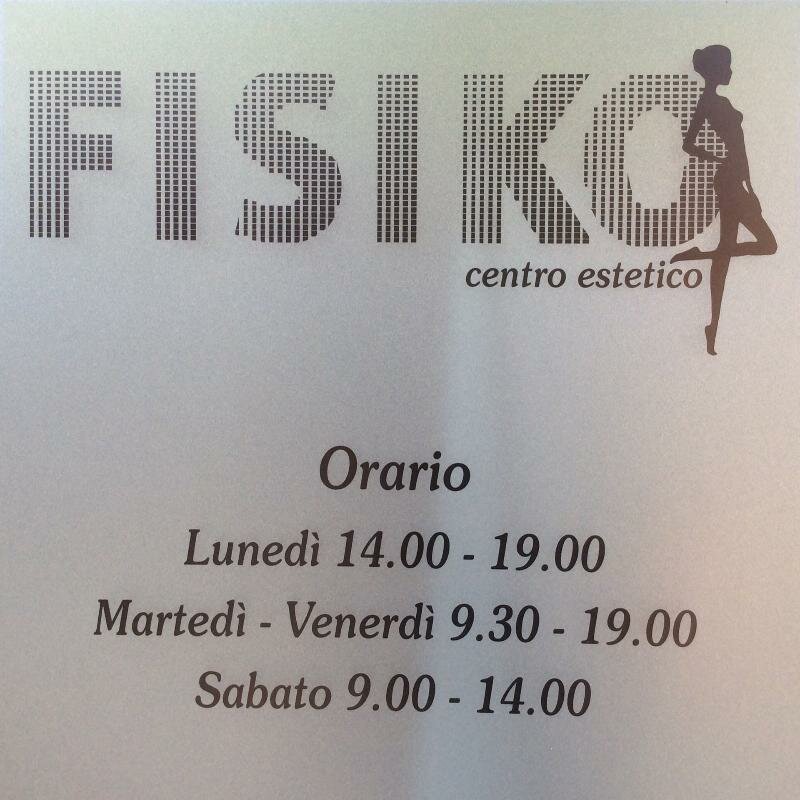 FISIKO
centro estetico
Orario
Lunedì 14.00 - 19.00
Martedì - Venerdì 9.30 - 19.00
Sabato 9.00 - 14.00